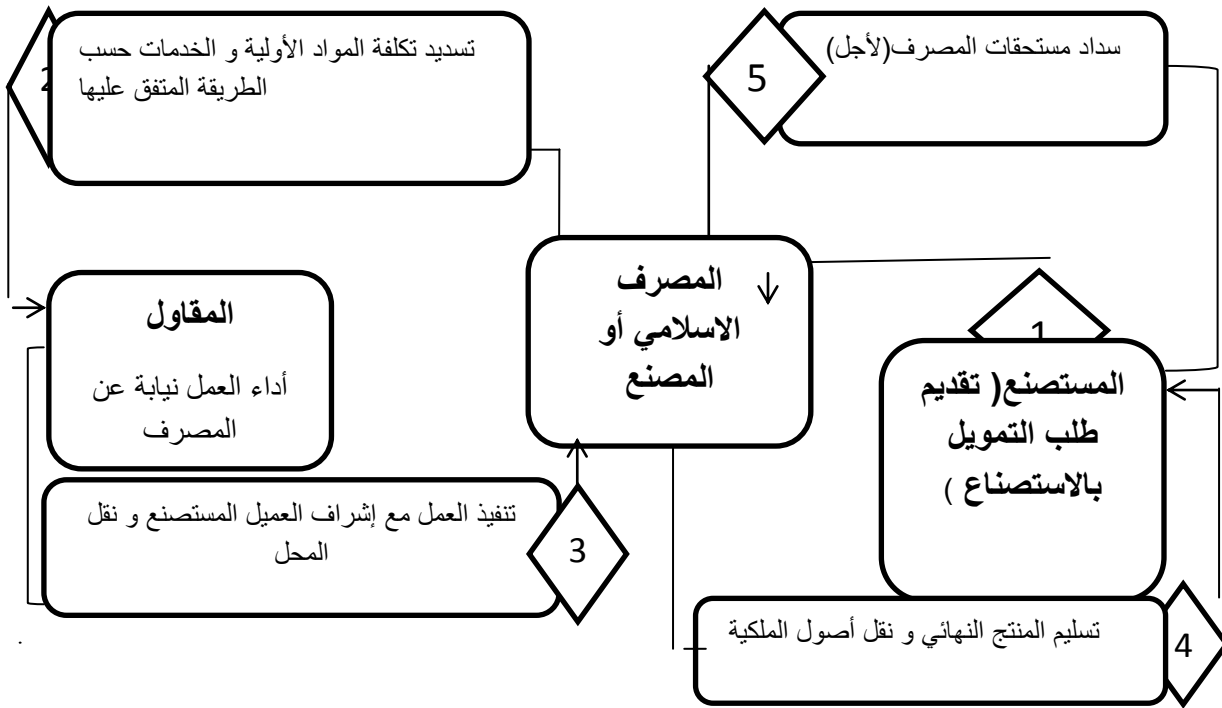 تسديد تكلفة المواد الأولية و الخدمات حسب
الطريقة المتفق عليها
2
سداد مستحقات المصرف(لأجل)
5
المصرف
الاسلامي أو
المصنع
المقاول
أداء العمل نيابة عن
المصرف
1
المستصنع( تقديم
طلب التمويل
بالاستصناع )
تنفيذ العمل مع إشراف العميل المستصنع و نقل
المحل
3
تسليم المنتج النهائي و نقل أصول الملكية
4
.